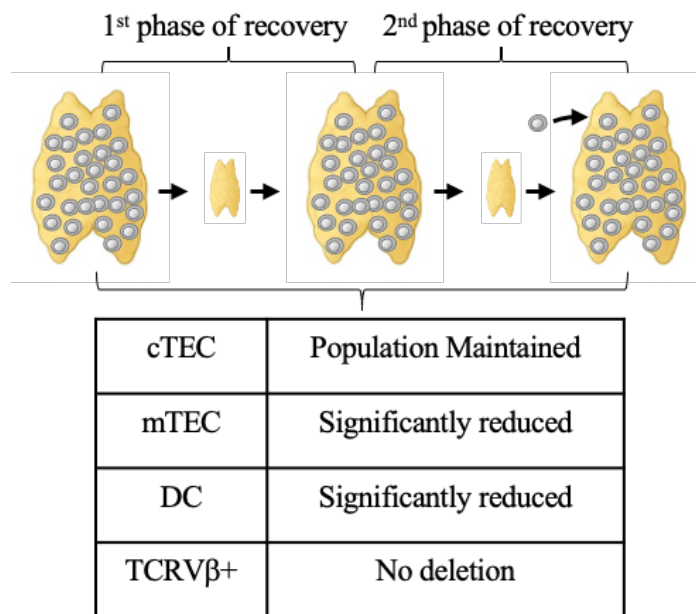 1st phase of recovery 2nd phase of recovery
cTEC Population Maintained
mTEC Significantly reduced
DC Significantly reduced
TCRVβ+ No deletion